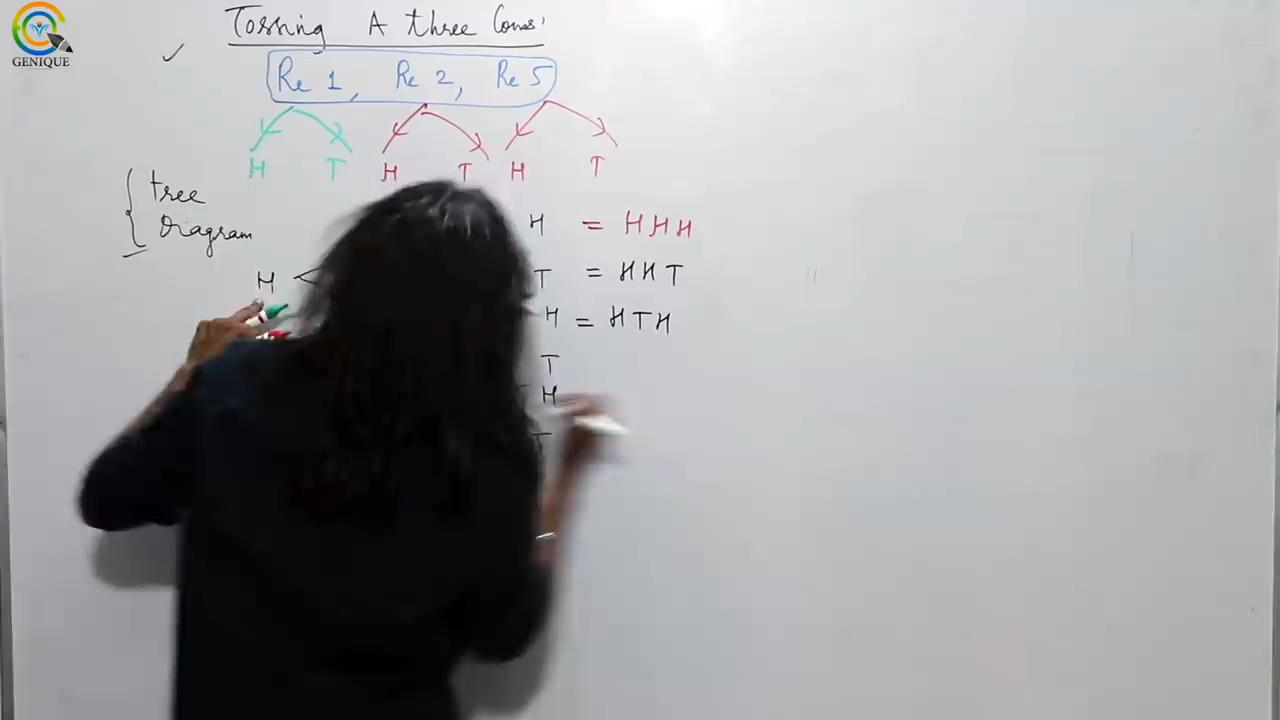 Tossing A three Coins'
GENIQUE
Re 1, Re 2, Re 5
H T H T H T
tree
Diagram
H = HHH
H < T = HHT
H = HTH
T
H
T